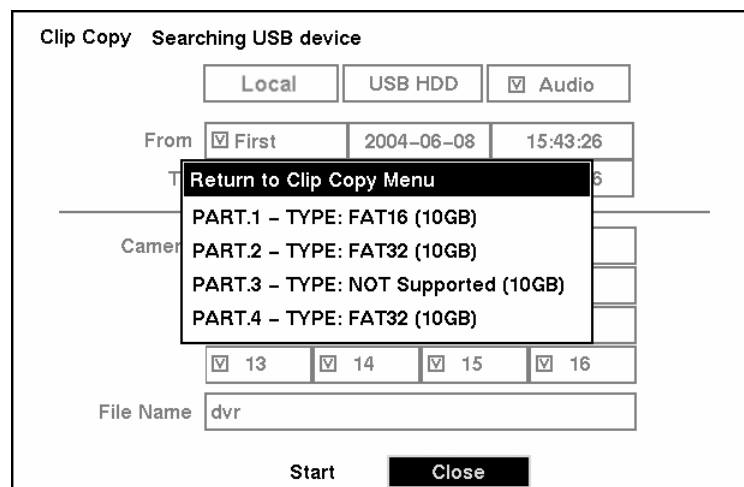 Clip Copy Searching USB device
Local USB HDD Audio
From First 2004-06-08 15:43:26
T 6
Return to Clip Copy Menu
PART.1 – TYPE: FAT16 (10GB)
PART.2 – TYPE: FAT32 (10GB)
PART.3 – TYPE: NOT Supported (10GB)
PART.4 – TYPE: FAT32 (10GB)
Camer
13 14 15 16
File Name dvr
Start Close